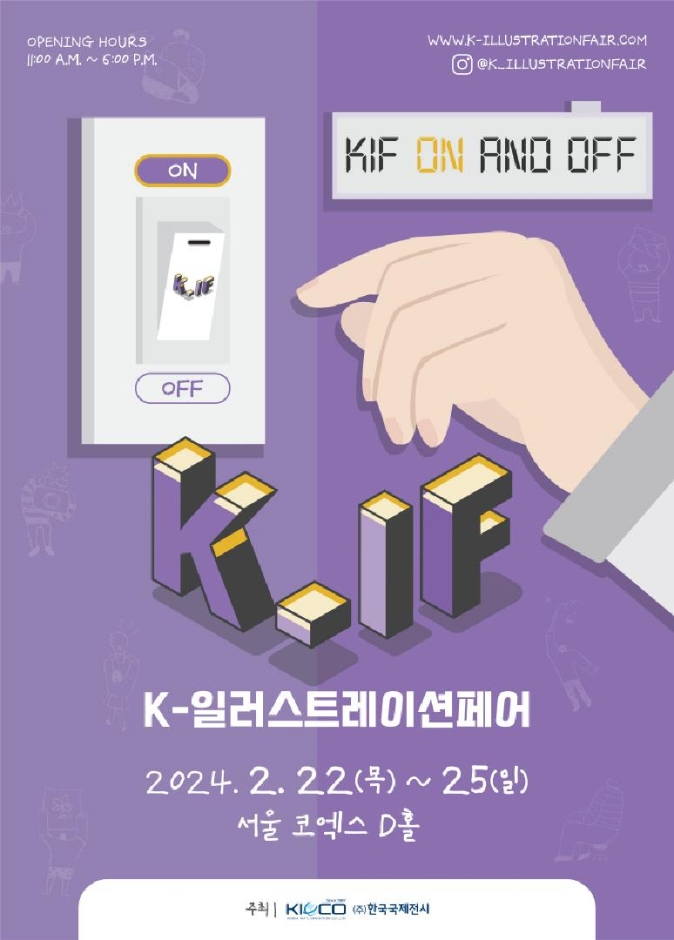 OPENING HOURS
11:00 A.M. ~ 6:00 P.M.
WWW.K-ILLUSTRATIONFAIR.COM
@K_ILLUSTRATIONFAIR
KIF ON AND OFF
ON
K_IF
OFF
K_IF
K-일러스트레이션페어
2024. 2. 22(목) ~ 25(일)
서울 코엑스 D홀
주최 | KIECO (주)한국국제전시